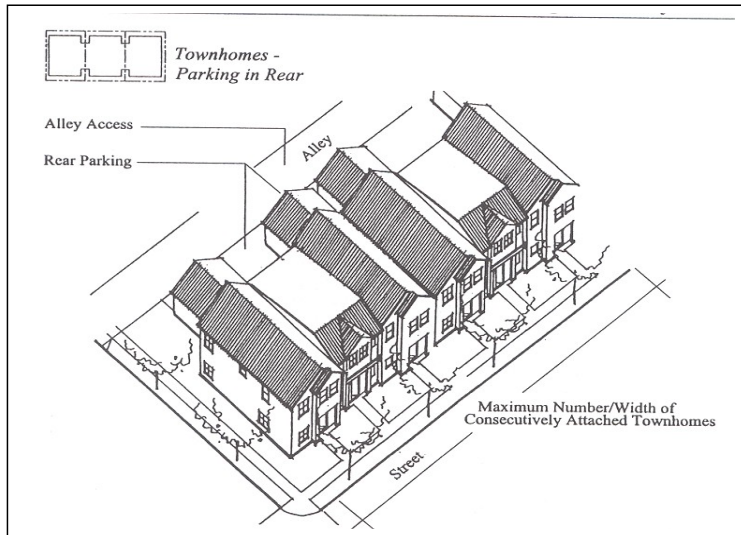 Townhomes -
Parking in Rear
Alley Access
Rear Parking
Alley
Maximum Number/Width of
Consecutively Attached Townhomes
Street